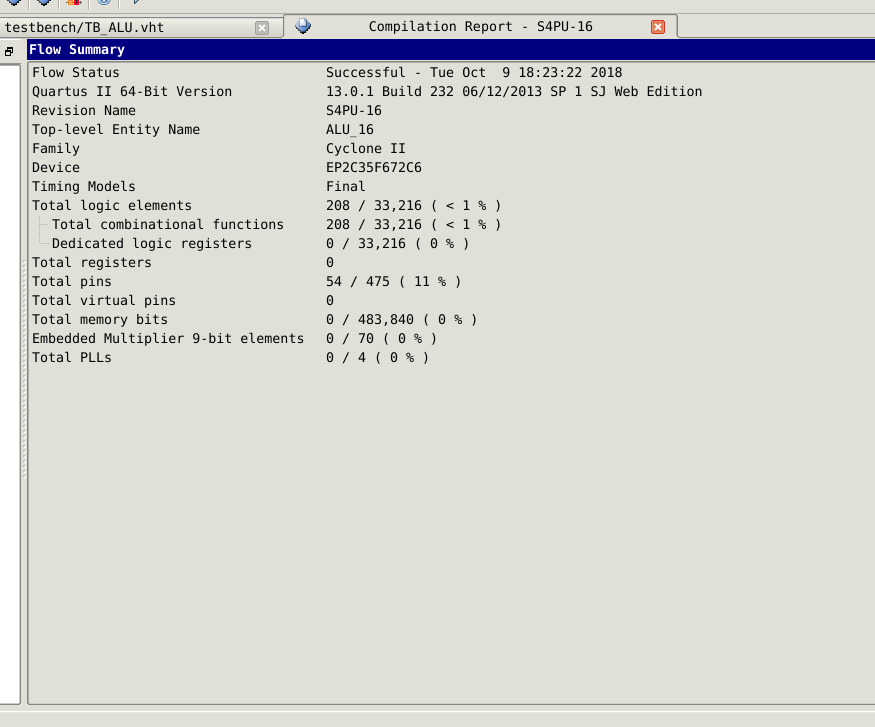 testbench/TB_ALU.vht
Compilation Report - S4PU-16
Flow Summary
Flow Status Successful - Tue Oct  9 18:23:22 2018
Quartus II 64-Bit Version 13.0.1 Build 232 06/12/2013 SP 1 SJ Web Edition
Revision Name S4PU-16
Top-level Entity Name ALU_16
Family Cyclone II
Device EP2C35F672C6
Timing Models Final
Total logic elements 208 / 33,216 ( < 1 % )
Total combinational functions 208 / 33,216 ( < 1 % )
Dedicated logic registers 0 / 33,216 ( 0 % )
Total registers 0
Total pins 54 / 475 ( 11 % )
Total virtual pins 0
Total memory bits 0 / 483,840 ( 0 % )
Embedded Multiplier 9-bit elements 0 / 70 ( 0 % )
Total PLLs 0 / 4 ( 0 % )